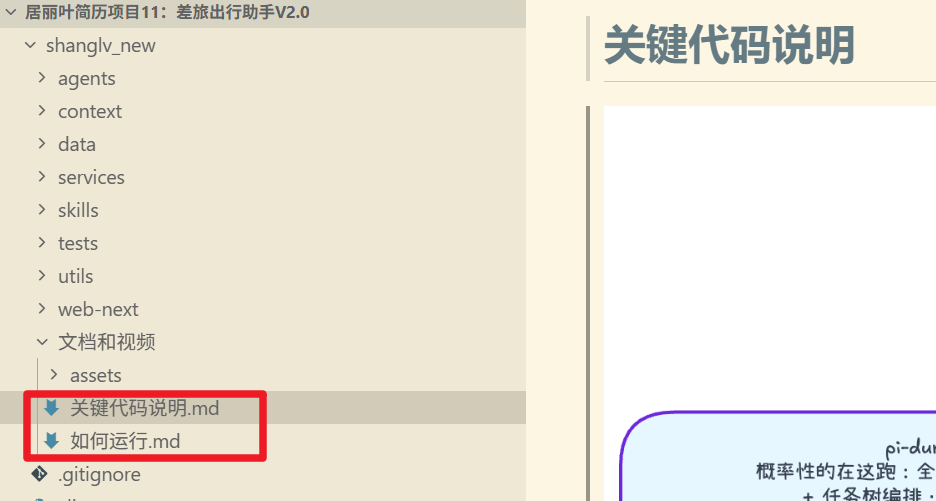 居丽叶简历项目11：差旅出行助手V2.0
shanglv_new
agents
context
data
services
skills
tests
utils
web-next
文档和视频
assets
关键代码说明.md
如何运行.md
.gitignore
关键代码说明
概率性的在这跑：全
+ 任务树编排：